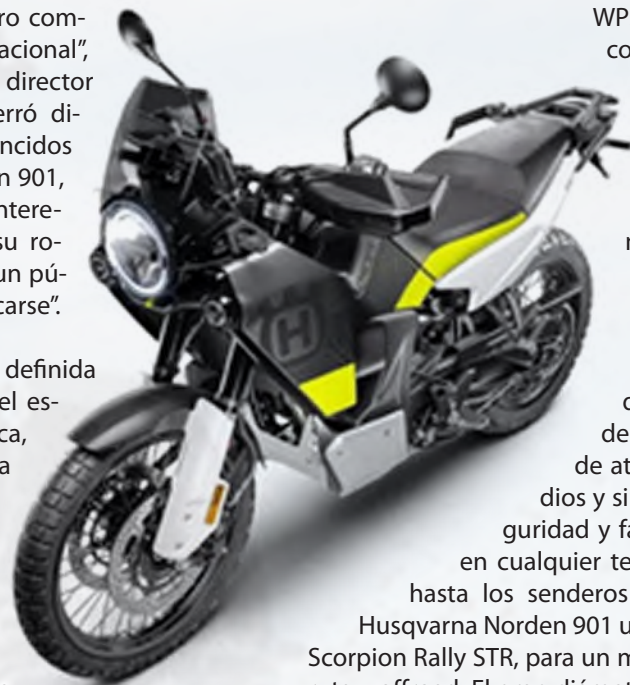 ro com-
acional”,
director
erró di-
ncidos
n 901,
ntere-
su ro-
un pú-
carse”.
definida
el es-
ca,
a
H
WP
co
r
c
de
de at
dios y si
guridad y fa
en cualquier te
hasta los senderos
Husqvarna Norden 901 u
Scorpion Rally STR, para un m